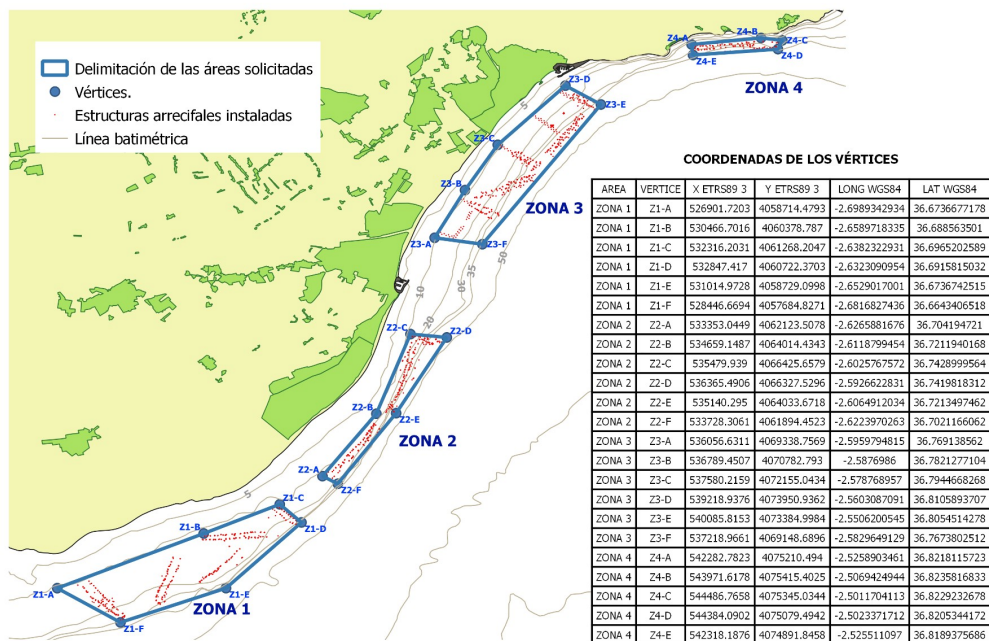 Delimitación de las áreas solicitadas
Vértices.
Estructuras arrecifales instaladas
Línea batimétrica
Z4-A
Z4-B
Z4-C
Z4-D
Z4-E
ZONA 4
Z3-D
Z3-E
5
Z3-C
Z3-B
ZONA 3
Z3-A
Z3-F
50
35
30
10
20
Z2-C
Z2-D
Z2-B
Z2-E
ZONA 2
Z2-A
Z2-F
5
Z1-C
Z1-B
Z1-D
Z1-A
Z1-E
ZONA 1
Z1-F
COORDENADAS DE LOS VÉRTICES
AREA VERTICE X ETRS89 3 Y ETRS89 3 LONG WGS84 LAT WGS84
ZONA 1 Z1-A 526901.7203 4058714.4793 -2.6989342934 36.6736677178
ZONA 1 Z1-B 530466.7016 4060378.787 -2.6589718335 36.688563501
ZONA 1 Z1-C 532316.2031 4061268.2047 -2.6382322931 36.6965202589
ZONA 1 Z1-D 532847.417 4060722.3703 -2.6323090954 36.6915815032
ZONA 1 Z1-E 531014.9728 4058729.0998 -2.6529017001 36.6736742515
ZONA 1 Z1-F 528446.6694 4057684.8271 -2.6816827436 36.6643406518
ZONA 2 Z2-A 533353.0449 4062123.5078 -2.6265881676 36.704194721
ZONA 2 Z2-B 534659.1487 4064014.4343 -2.6118799454 36.7211940168
ZONA 2 Z2-C 535479.939 4066425.6579 -2.6025767572 36.7428999564
ZONA 2 Z2-D 536365.4906 4066327.5296 -2.5926622831 36.7419818312
ZONA 2 Z2-E 535140.295 4064033.6718 -2.6064912034 36.7213497462
ZONA 2 Z2-F 533728.3061 4061894.4523 -2.6223970263 36.7021166062
ZONA 3 Z3-A 536056.6311 4069338.7569 -2.5959794815 36.769138562
ZONA 3 Z3-B 536789.4507 4070782.793 -2.5876986 36.7821277104
ZONA 3 Z3-C 537580.2159 4072155.0434 -2.578768957 36.7944668268
ZONA 3 Z3-D 539218.9376 4073950.9362 -2.5603087091 36.8105893707
ZONA 3 Z3-E 540085.8153 4073384.9984 -2.5506200545 36.8054514278
ZONA 3 Z3-F 537218.9661 4069148.6896 -2.5829649129 36.7673802512
ZONA 4 Z4-A 542282.7823 4075210.494 -2.5258903461 36.8218115723
ZONA 4 Z4-B 543971.6178 4075415.4025 -2.5069424944 36.8235816833
ZONA 4 Z4-C 544486.7658 4075345.0344 -2.5011704113 36.8229232678
ZONA 4 Z4-D 544384.0902 4075079.4942 -2.5023371712 36.8205344172
ZONA 4 Z4-E 542318.1876 4074891.8458 -2.525511097 36.8189375686